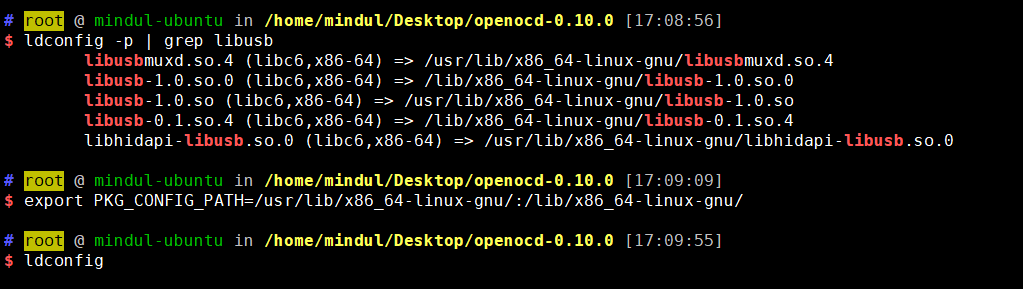 # root @ mindul-ubuntu in /home/mindul/Desktop/openocd-0.10.0 [17:08:56]
$ ldconfig -p | grep libusb
libusbmuxd.so.4 (libc6,x86-64) => /usr/lib/x86_64-linux-gnu/libusbmuxd.so.4
libusb-1.0.so.0 (libc6,x86-64) => /lib/x86_64-linux-gnu/libusb-1.0.so.0
libusb-1.0.so (libc6,x86-64) => /usr/lib/x86_64-linux-gnu/libusb-1.0.so
libusb-0.1.so.4 (libc6,x86-64) => /lib/x86_64-linux-gnu/libusb-0.1.so.4
libhidapi-libusb.so.0 (libc6,x86-64) => /usr/lib/x86_64-linux-gnu/libhidapi-libusb.so.0
# root @ mindul-ubuntu in /home/mindul/Desktop/openocd-0.10.0 [17:09:09]
$ export PKG_CONFIG_PATH=/usr/lib/x86_64-linux-gnu/:/lib/x86_64-linux-gnu/
# root @ mindul-ubuntu in /home/mindul/Desktop/openocd-0.10.0 [17:09:55]
$ ldconfig